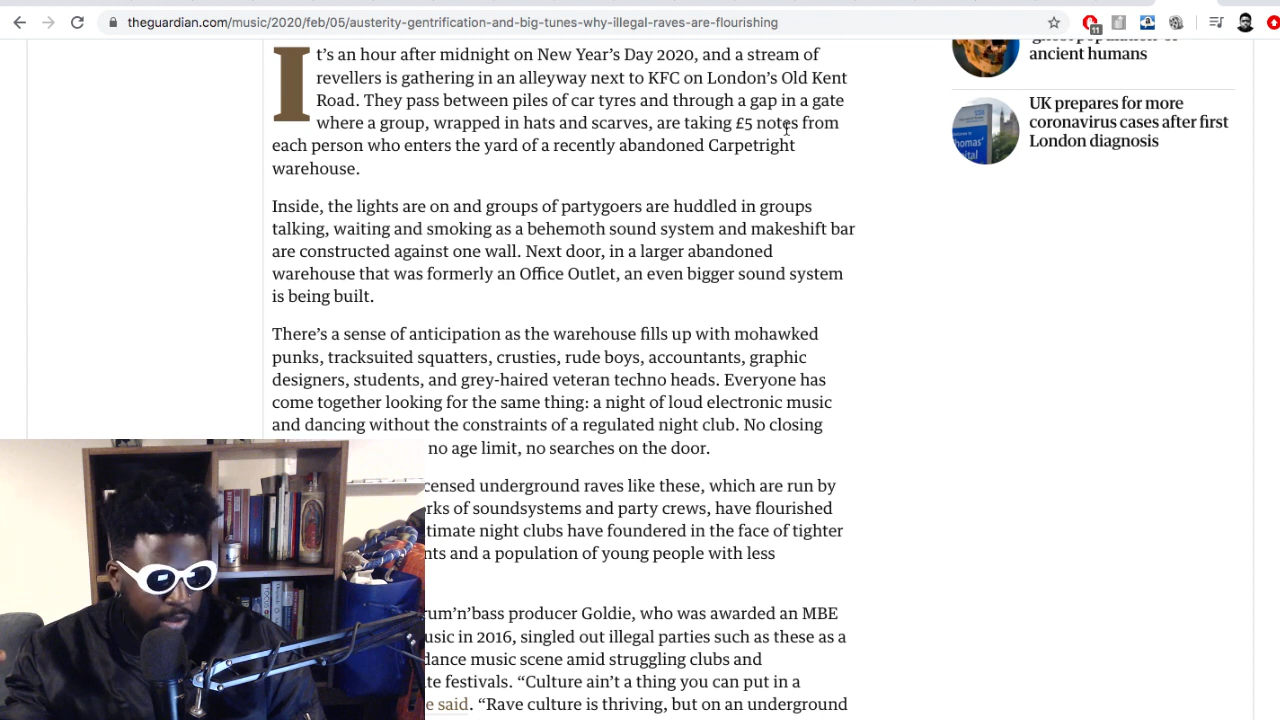 theguardian.com/music/2020/feb/05/austerity-gentrification-and-big-tunes-why-illegal-raves-are-flourishing
11
It's an hour after midnight on New Year's Day 2020, and a stream of
revellers is gathering in an alleyway next to KFC on London's Old Kent
Road. They pass between piles of car tyres and through a gap in a gate
where a group, wrapped in hats and scarves, are taking £5 notes from
each person who enters the yard of a recently abandoned Carpetright
warehouse.
Inside, the lights are on and groups of partygoers are huddled in groups
talking, waiting and smoking as a behemoth sound system and makeshift bar
are constructed against one wall. Next door, in a larger abandoned
warehouse that was formerly an Office Outlet, an even bigger sound system
is being built.
There's a sense of anticipation as the warehouse fills up with mohawked
punks, tracksuited squatters, crusties, rude boys, accountants, graphic
designers, students, and grey-haired veteran techno heads. Everyone has
come together looking for the same thing: a night of loud electronic music
and dancing without the constraints of a regulated night club. No closing
no age limit, no searches on the door.
censed underground raves like these, which are run by
rks of soundsystems and party crews, have flourished
timate night clubs have foundered in the face of tighter
nts and a population of young people with less
rum'n'bass producer Goldie, who was awarded an MBE
usic in 2016, singled out illegal parties such as these as a
dance music scene amid struggling clubs and
te festivals. “Culture ain't a thing you can put in a
e said. “Rave culture is thriving, but on an underground
ancient humans
UK prepares for more
coronavirus cases after first
London diagnosis